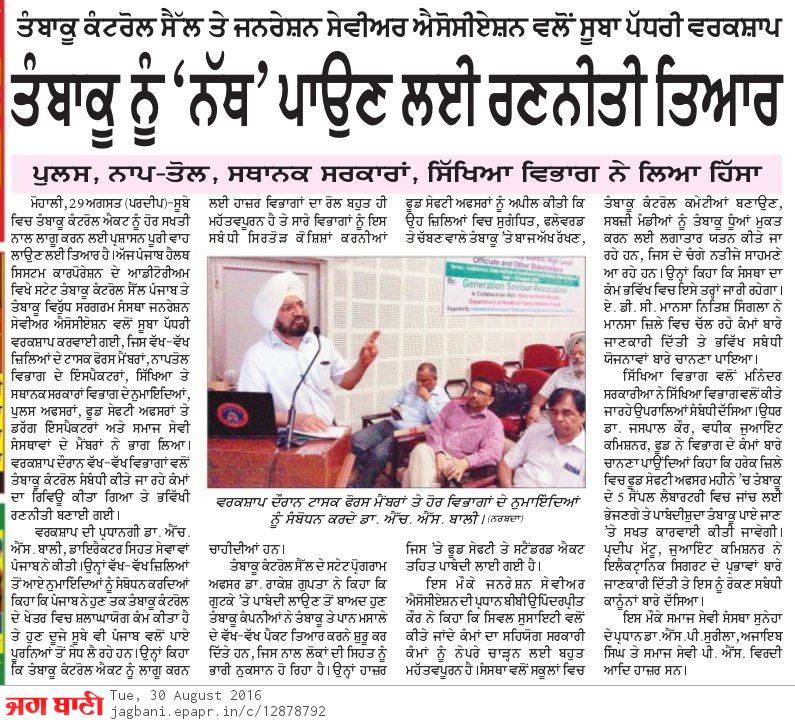 ਤੰਬਾਕੂ ਕੰਟਰੋਲ ਸੈੱਲ ਤੇ ਜਨਰੇਸ਼ਨ ਸੇਵੀਅਰ ਐਸੋਸੀਏਸ਼ਨ ਵਲੋਂ ਸੂਬਾ ਪੱਧਰੀ ਵਰਕਸ਼ਾਪ
ਤੰਬਾਕੂ ਨੂੰ ‘ਨੱਥ’ ਪਾਉਣ ਲਈ ਰਣਨੀਤੀ ਤਿਆਰ
ਪੁਲਸ, ਨਾਪ-ਤੋਲ, ਸਥਾਨਕ ਸਰਕਾਰਾਂ, ਸਿੱਖਿਆ ਵਿਭਾਗ ਨੇ ਲਿਆ ਹਿੱਸਾ
ਮੋਹਾਲੀ, 29 ਅਗਸਤ (ਪਰਦੀਪ)-ਸੂਬੇ
ਵਿਚ ਤੰਬਾਕੂ ਕੰਟਰੋਲ ਐਕਟ ਨੂੰ ਹੋਰ ਸਖਤੀ
ਨਾਲ ਲਾਗੂ ਕਰਨ ਲਈ ਪ੍ਰਸ਼ਾਸਨ ਪੂਰੀ ਵਾਹ
ਲਾਉਣ ਲਈ ਤਿਆਰ ਹੈ। ਅੱਜ ਪੰਜਾਬ ਹੈਲਥ
ਸਿਸਟਮ ਕਾਰਪੋਰੇਸ਼ਨ ਦੇ ਆਡੀਟੋਰੀਅਮ
ਵਿਖੇ ਸਟੇਟ ਤੰਬਾਕੂ ਕੰਟਰੋਲ ਸੈੱਲ ਪੰਜਾਬ ਤੇ
ਤੰਬਾਕੂ ਵਿਰੁੱਧ ਸਰਗਰਮ ਸੰਸਥਾ ਜਨਰੇਸ਼ਨ
ਸੇਵੀਅਰ ਐਸੋਸੀਏਸ਼ਨ ਵਲੋਂ ਸੂਬਾ ਪੱਧਰੀ
ਵਰਕਸ਼ਾਪ ਕਰਵਾਈ ਗਈ, ਜਿਸ ਵੱਖ-ਵੱਖ
ਜ਼ਿਲਿਆਂ ਦੇ ਟਾਸਕ ਫੋਰਸ ਮੈਂਬਰਾਂ, ਨਾਪਤੋਲ
ਵਿਭਾਗ ਦੇ ਇੰਸਪੈਕਟਰਾਂ, ਸਿੱਖਿਆ ਤੇ
ਸਥਾਨਕ ਸਰਕਾਰਾਂ ਵਿਭਾਗ ਦੇ ਨੁਮਾਇੰਦਿਆਂ,
ਪੁਲਸ ਅਫਸਰਾਂ, ਫੂਡ ਸੇਫਟੀ ਅਫਸਰਾਂ ਤੇ
ਡਰੱਗ ਇੰਸਪੈਕਟਰਾਂ ਅਤੇ ਸਮਾਜ ਸੇਵੀ
ਸੰਸਥਾਵਾਂ ਦੇ ਮੈਂਬਰਾਂ ਨੇ ਭਾਗ ਲਿਆ।
ਵਰਕਸ਼ਾਪ ਦੌਰਾਨ ਵੱਖ-ਵੱਖ ਵਿਭਾਗਾਂ ਵਲੋਂ
ਤੰਬਾਕੂ ਕੰਟਰੋਲ ਸੰਬੰਧੀ ਕੀਤੇ ਜਾ ਰਹੇ ਕੰਮਾਂ
ਦਾ ਰਿਵਿਊ ਕੀਤਾ ਗਿਆ ਤੇ ਭਵਿੱਖੀ
ਰਣਨੀਤੀ ਬਣਾਈ ਗਈ।
ਵਰਕਸ਼ਾਪ ਦੀ ਪ੍ਰਧਾਨਗੀ ਡਾ. ਐੱਚ.
ਐੱਸ. ਬਾਲੀ, ਡਾਇਰੈਕਟਰ ਸਿਹਤ ਸੇਵਾਵਾਂ
ਪੰਜਾਬ ਨੇ ਕੀਤੀ। ਉਨ੍ਹਾਂ ਵੱਖ-ਵੱਖ ਜ਼ਿਲਿਆਂ
ਤੋਂ ਆਏ ਨੁਮਾਇੰਦਿਆਂ ਨੂੰ ਸੰਬੋਧਨ ਕਰਦਿਆਂ
ਕਿਹਾ ਕਿ ਪੰਜਾਬ ਨੇ ਹੁਣ ਤਕ ਤੰਬਾਕੂ ਕੰਟਰੋਲ
ਦੇ ਖੇਤਰ ਵਿਚ ਸ਼ਲਾਘਾਯੋਗ ਕੰਮ ਕੀਤਾ ਹੈ
ਤੇ ਹੁਣ ਦੂਜੇ ਸੂਬੇ ਵੀ ਪੰਜਾਬ ਵਲੋਂ ਪਾਏ
ਪੂਰਨਿਆਂ ਤੋਂ ਸੇਧ ਲੈ ਰਹੇ ਹਨ। ਉਨ੍ਹਾਂ ਕਿਹਾ
ਕਿ ਤੰਬਾਕੂ ਕੰਟਰੋਲ ਐਕਟ ਨੂੰ ਲਾਗੂ ਕਰਨ
ਲਈ ਹਾਜ਼ਰ ਵਿਭਾਗਾਂ ਦਾ ਰੋਲ ਬਹੁਤ ਹੀ
ਮਹੱਤਵਪੂਰਨ ਹੈ ਤੇ ਸਾਰੇ ਵਿਭਾਗਾਂ ਨੂੰ ਇਸ
ਸਬੰਧੀ ਸਿਰਤੋੜ ਕੋਸ਼ਿਸ਼ਾਂ ਕਰਨੀਆਂ
Officials and Other Stakeholders
By: Generation Saviour Association
ਵਰਕਸ਼ਾਪ ਦੌਰਾਨ ਟਾਸਕ ਫੋਰਸ ਮੈਂਬਰਾਂ ਤੇ ਹੋਰ ਵਿਭਾਗਾਂ ਦੇ ਨੁਮਾਇੰਦਿਆਂ
ਨੂੰ ਸੰਬੋਧਨ ਕਰਦੇ ਡਾ. ਐੱਚ. ਐੱਸ. ਬਾਲੀ। (ਨਰਬਦਾ)
ਚਾਹੀਦੀਆਂ ਹਨ।
ਤੰਬਾਕੂ ਕੰਟਰੋਲ ਸੈੱਲ ਦੇ ਸਟੇਟ ਪ੍ਰੋਗਰਾਮ
ਅਫਸਰ ਡਾ. ਰਾਕੇਸ਼ ਗੁਪਤਾ ਨੇ ਕਿਹਾ ਕਿ
ਗੁਟਕੇ 'ਤੇ ਪਾਬੰਦੀ ਲਾਉਣ ਤੋਂ ਬਾਅਦ ਹੁਣ
ਤੰਬਾਕੂ ਕੰਪਨੀਆਂ ਨੇ ਤੰਬਾਕੂ ਤੇ ਪਾਨ ਮਸਾਲੇ
ਦੇ ਵੱਖ-ਵੱਖ ਪੈਕਟ ਤਿਆਰ ਕਰਨੇ ਸ਼ੁਰੂ ਕਰ
ਦਿੱਤੇ ਹਨ, ਜਿਸ ਨਾਲ ਲੋਕਾਂ ਦੀ ਸਿਹਤ ਨੂੰ
ਭਾਰੀ ਨੁਕਸਾਨ ਹੋ ਰਿਹਾ ਹੈ। ਉਨ੍ਹਾਂ ਹਾਜ਼ਰ
ਫੂਡ ਸੇਫਟੀ ਅਫਸਰਾਂ ਨੂੰ ਅਪੀਲ ਕੀਤੀ ਕਿ
ਉਹ ਜ਼ਿਲਿਆਂ ਵਿਚ ਸੁਗੰਧਿਤ, ਫਲੇਵਰਡ
ਤੇ ਚੱਬਣ ਵਾਲੇ ਤੰਬਾਕੂ 'ਤੇ ਬਾਜ਼ ਅੱਖ ਰੱਖਣ,
ਜਿਸ 'ਤੇ ਫੂਡ ਸੇਫਟੀ ਤੇ ਸਟੈਂਡਰਡ ਐਕਟ
ਤਹਿਤ ਪਾਬੰਦੀ ਲਾਈ ਗਈ ਹੈ।
ਇਸ ਮੌਕੇ ਜਨਰੇਸ਼ਨ ਸੇਵੀਅਰ
ਐਸੋਸੀਏਸ਼ਨ ਦੀ ਪ੍ਰਧਾਨ ਬੀਬੀ ਉਪਿੰਦਰਪ੍ਰੀਤ
ਕੌਰ ਨੇ ਕਿਹਾ ਕਿ ਸਿਵਲ ਸੁਸਾਇਟੀ ਵਲੋਂ
ਕੀਤੇ ਜਾਂਦੇ ਕੰਮਾਂ ਦਾ ਸਹਿਯੋਗ ਸਰਕਾਰੀ
ਕੰਮਾਂ ਨੂੰ ਨੇਪਰੇ ਚਾੜ੍ਹਨ ਲਈ ਬਹੁਤ
ਮਹੱਤਵਪੂਰਨ ਹੈ। ਸੰਸਥਾ ਵਲੋਂ ਸਕੂਲਾਂ ਵਿਚ
ਤੰਬਾਕੂ ਕੰਟਰੋਲ ਕਮੇਟੀਆਂ ਬਣਾਉਣ,
ਸਬਜ਼ੀ ਮੰਡੀਆਂ ਨੂੰ ਤੰਬਾਕੂ ਧੂੰਆਂ ਮੁਕਤ
ਕਰਨ ਲਈ ਲਗਾਤਾਰ ਯਤਨ ਕੀਤੇ ਜਾ
ਰਹੇ ਹਨ, ਜਿਸ ਦੇ ਚੰਗੇ ਨਤੀਜੇ ਸਾਹਮਣੇ
ਆ ਰਹੇ ਹਨ। ਉਨ੍ਹਾਂ ਕਿਹਾ ਕਿ ਸੰਸਥਾ ਦਾ
ਕੰਮ ਭਵਿੱਖ ਵਿਚ ਇਸੇ ਤਰ੍ਹਾਂ ਜਾਰੀ ਰਹੇਗਾ।
ਏ. ਡੀ. ਸੀ. ਮਾਨਸਾ ਨਿਤਿਸ਼ ਸਿੰਗਲਾ ਨੇ
ਮਾਨਸਾ ਜ਼ਿਲੇ ਵਿਚ ਚੱਲ ਰਹੇ ਕੰਮਾਂ ਬਾਰੇ
ਜਾਣਕਾਰੀ ਦਿੱਤੀ ਤੇ ਭਵਿੱਖ ਸਬੰਧੀ
ਯੋਜਨਾਵਾਂ ਬਾਰੇ ਚਾਨਣਾ ਪਾਇਆ।
ਸਿੱਖਿਆ ਵਿਭਾਗ ਵਲੋਂ ਮਨਿੰਦਰ
ਸਰਕਾਰੀਆ ਨੇ ਸਿੱਖਿਆ ਵਿਭਾਗ ਵਲੋਂ ਕੀਤੇ
ਜਾ ਰਹੇ ਉਪਰਾਲਿਆਂ ਸੰਬੰਧੀ ਦੱਸਿਆ। ਉਧਰ
ਡਾ. ਜਸਪਾਲ ਕੌਰ, ਵਧੀਕ ਜੁਆਇੰਟ
ਕਮਿਸ਼ਨਰ, ਫੂਡ ਨੇ ਵਿਭਾਗ ਦੇ ਕੰਮਾਂ ਬਾਰੇ
ਚਾਨਣਾ ਪਾਉਂਦਿਆਂ ਕਿਹਾ ਕਿ ਹਰੇਕ ਜ਼ਿਲੇ
ਵਿਚ ਫੂਡ ਸੇਫਟੀ ਅਫਸਰ ਮਹੀਨੇ 'ਚ ਤੰਬਾਕੂ
ਦੇ 5 ਸੈਂਪਲ ਲੈਬਾਰਟਰੀ ਵਿਚ ਜਾਂਚ ਲਈ
ਭੇਜਣਗੇ ਤੇ ਪਾਬੰਦੀਸ਼ੁਦਾ ਤੰਬਾਕੂ ਪਾਏ ਜਾਣ
'ਤੇ ਸਖਤ ਕਾਰਵਾਈ ਕੀਤੀ ਜਾਵੇਗੀ।
ਪ੍ਰਦੀਪ ਮੱਟੂ, ਜੁਆਇੰਟ ਕਮਿਸ਼ਨਰ ਨੇ
ਇਲੈਕਟ੍ਰਾਨਿਕ ਸਿਗਰਟ ਦੇ ਪ੍ਰਭਾਵਾਂ ਬਾਰੇ
ਜਾਣਕਾਰੀ ਦਿੱਤੀ ਤੇ ਇਸ ਨੂੰ ਰੋਕਣ ਸਬੰਧੀ
ਕਾਨੂੰਨਾਂ ਬਾਰੇ ਦੱਸਿਆ।
ਇਸ ਮੌਕੇ ਸਮਾਜ ਸੇਵੀ ਸੰਸਥਾ ਸੁਨੇਹਾ
ਦੇ ਪ੍ਰਧਾਨ ਡਾ. ਐੱਸ. ਪੀ. ਸੁਰੀਲਾ, ਅਜਾਇਬ
ਸਿੰਘ ਤੇ ਸਮਾਜ ਸੇਵੀ ਪੀ. ਐੱਸ. ਵਿਰਦੀ
ਆਦਿ ਹਾਜ਼ਰ ਸਨ।
ਜਗ ਬਾਣੀ
Tue, 30 August 2016
jagbani.epapr.in/c/12878792